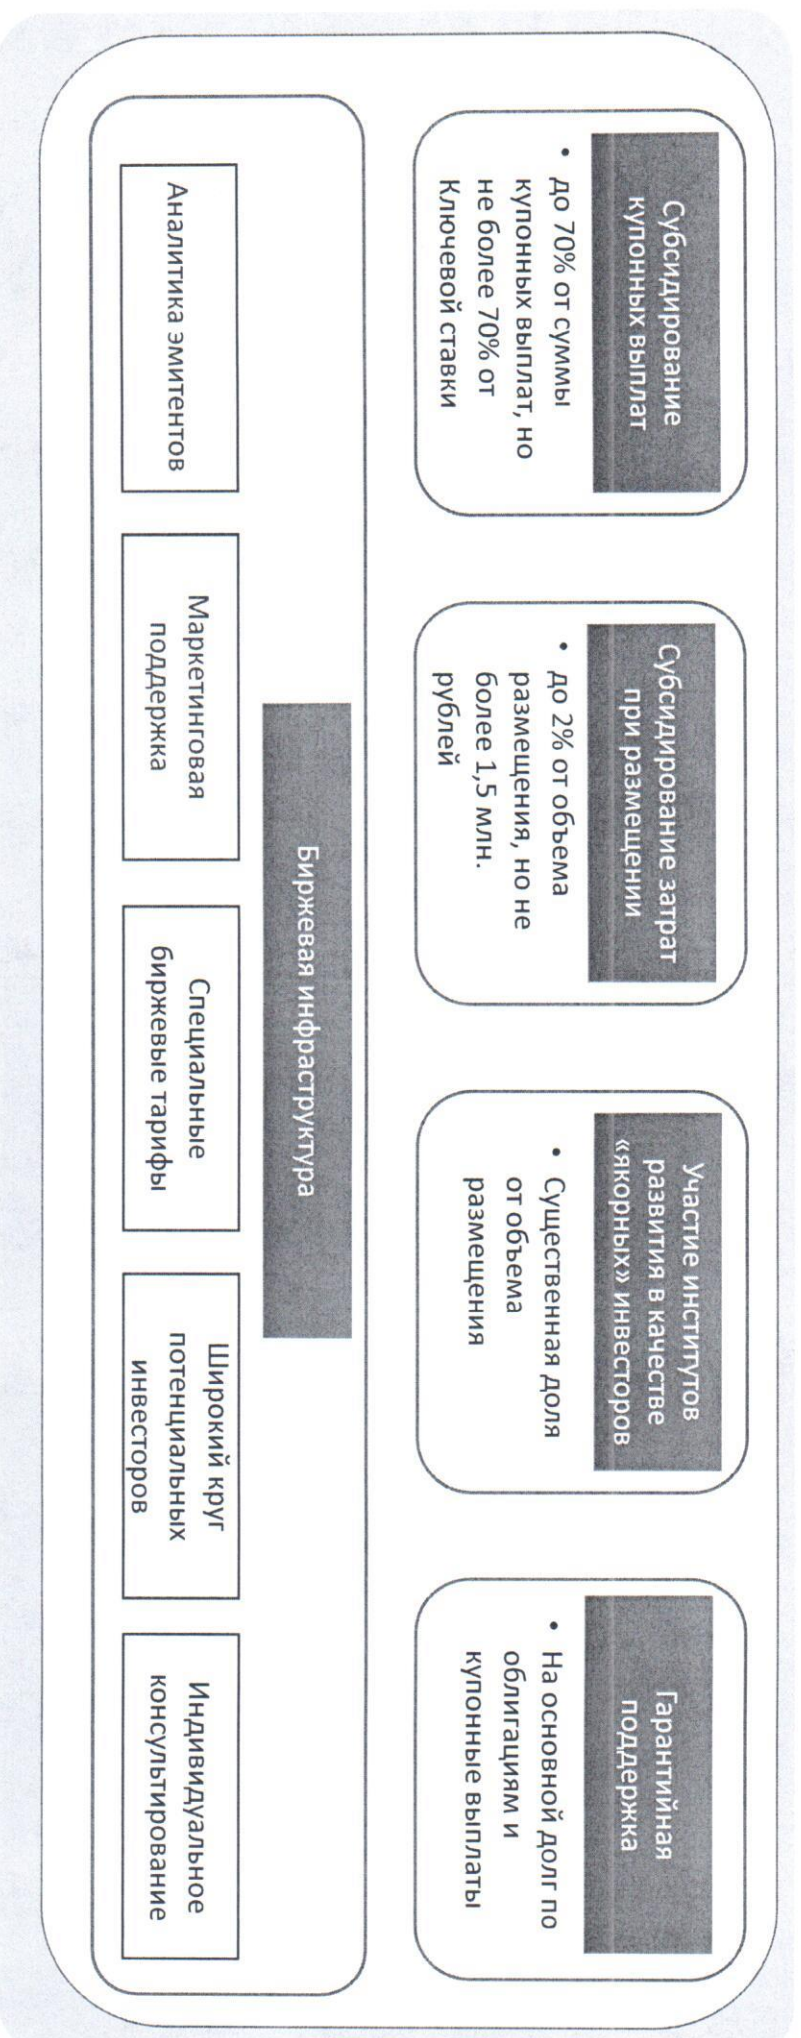 Субсидирование
купонных выплат
• до 70% от суммы
купонных выплат, но
не более 70% от
Ключевой ставки
Субсидирование затрат
при размещении
• до 2% от объема
размещения, но не
более 1,5 млн.
рублей
Участие институтов
развития в качестве
«якорных» инвесторов
• Существенная доля
от объема
размещения
Гарантийная
поддержка
• На основной долг по
облигациям и
купонные выплаты
Биржевая инфраструктура
Аналитика эмитентов
Маркетинговая
поддержка
Специальные
биржевые тарифы
Широкий круг
потенциальных
инвесторов
Индивидуальное
консультирование